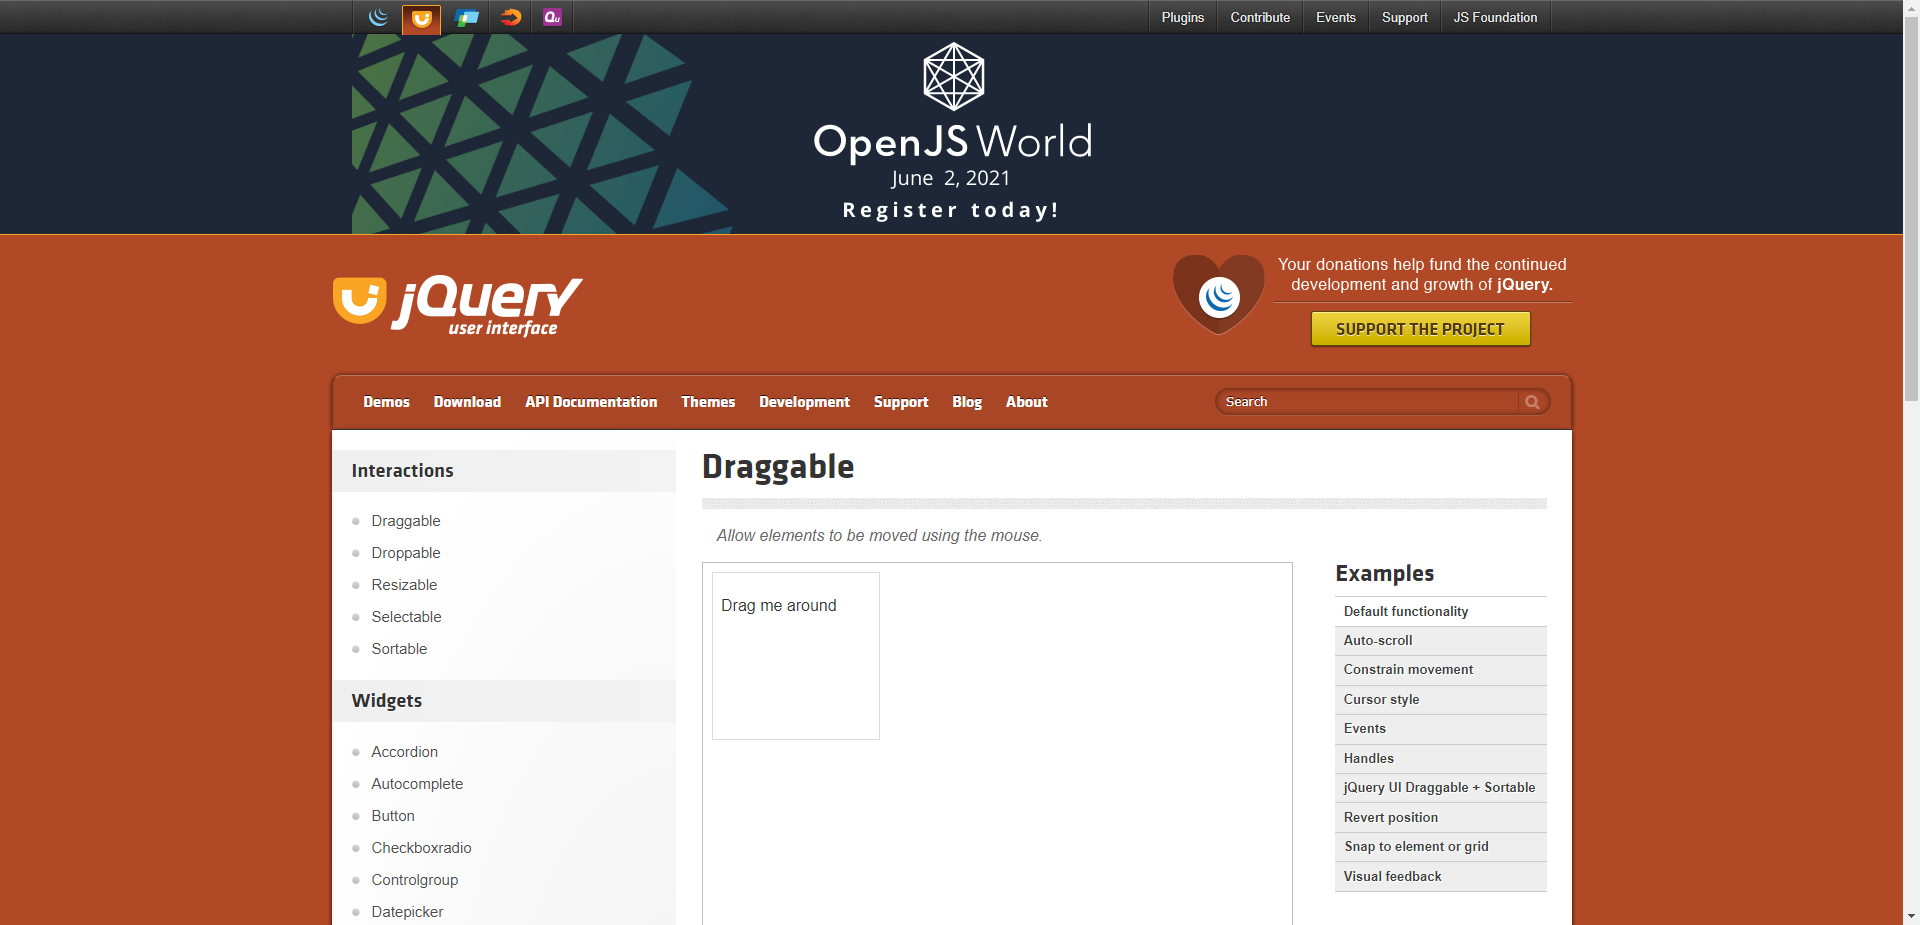 Qu
Plugins
Contribute
Events
Support
JS Foundation
OpenJS World
June 2, 2021
Register today!
jQuery
user interface
Your donations help fund the continued
development and growth of jQuery.
SUPPORT THE PROJECT
Demos
Download
API Documentation
Themes
Development
Support
Blog
About
Search
Interactions
Draggable
Droppable
Resizable
Selectable
Sortable
Widgets
Accordion
Autocomplete
Button
Checkboxradio
Controlgroup
Datepicker
Draggable
Allow elements to be moved using the mouse.
Drag me around
Examples
Default functionality
Auto-scroll
Constrain movement
Cursor style
Events
Handles
jQuery UI Draggable + Sortable
Revert position
Snap to element or grid
Visual feedback